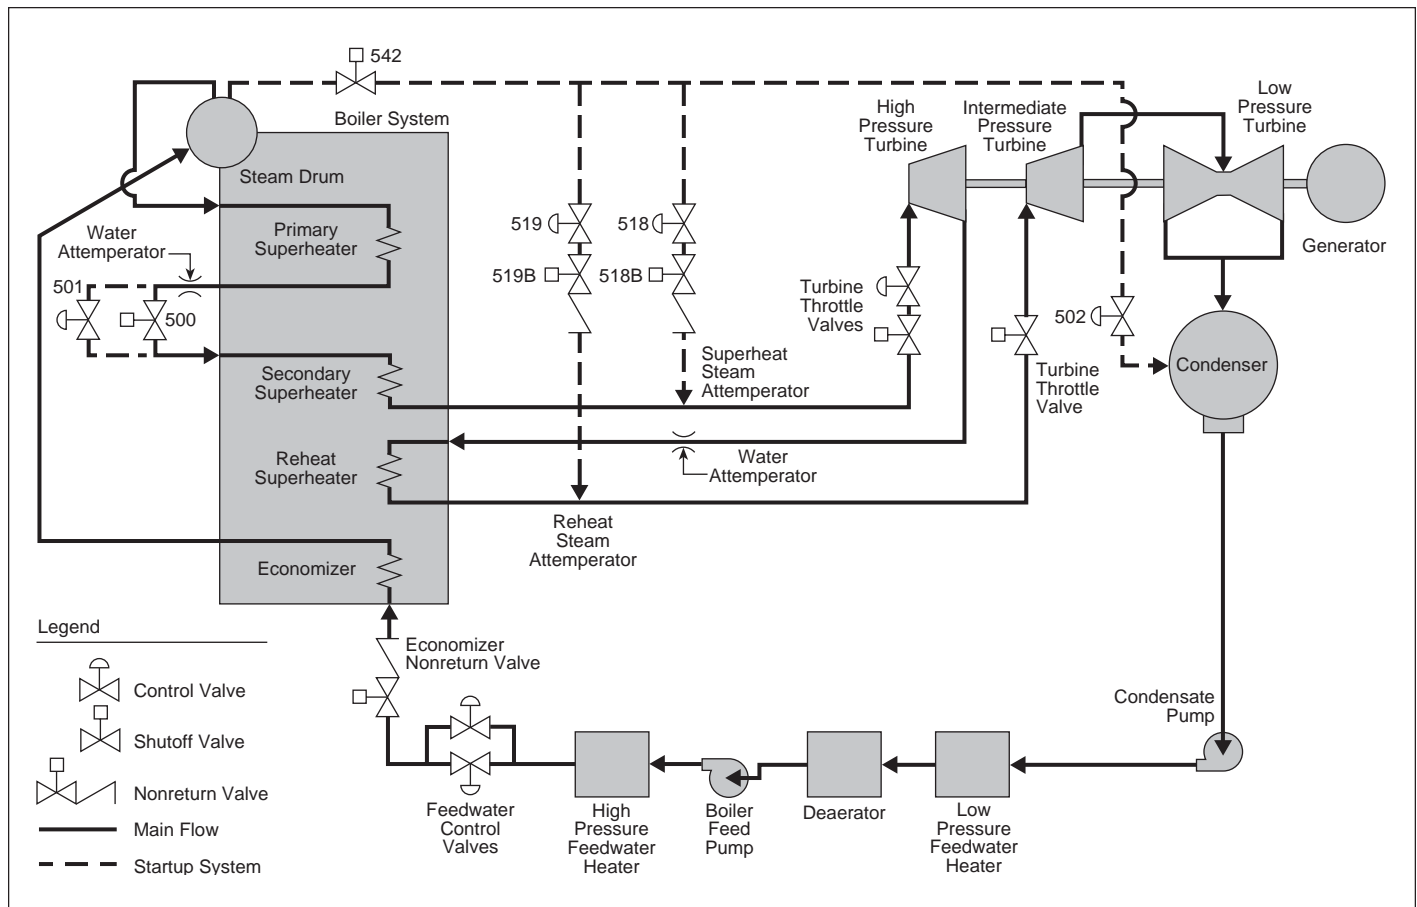 542
Boiler System
High
Pressure
Turbine
Intermediate
Pressure
Turbine
Low
Pressure
Turbine
Steam Drum
Primary
Superheater
Water
Attemperator
519
518
Generator
501
500
519B
518B
Turbine
Throttle
Valves
502
Superheat
Steam
Attemperator
Turbine
Throttle
Valve
Condenser
Secondary
Superheater
Reheat
Superheater
Water
Attemperator
Reheat
Steam
Attemperator
Economizer
Legend
Control Valve
Shutoff Valve
Nonreturn Valve
Main Flow
Startup System
Economizer
Nonreturn Valve
Condensate
Pump
Feedwater
Control
Valves
High
Pressure
Feedwater
Heater
Boiler
Feed
Pump
Deaerator
Low
Pressure
Feedwater
Heater